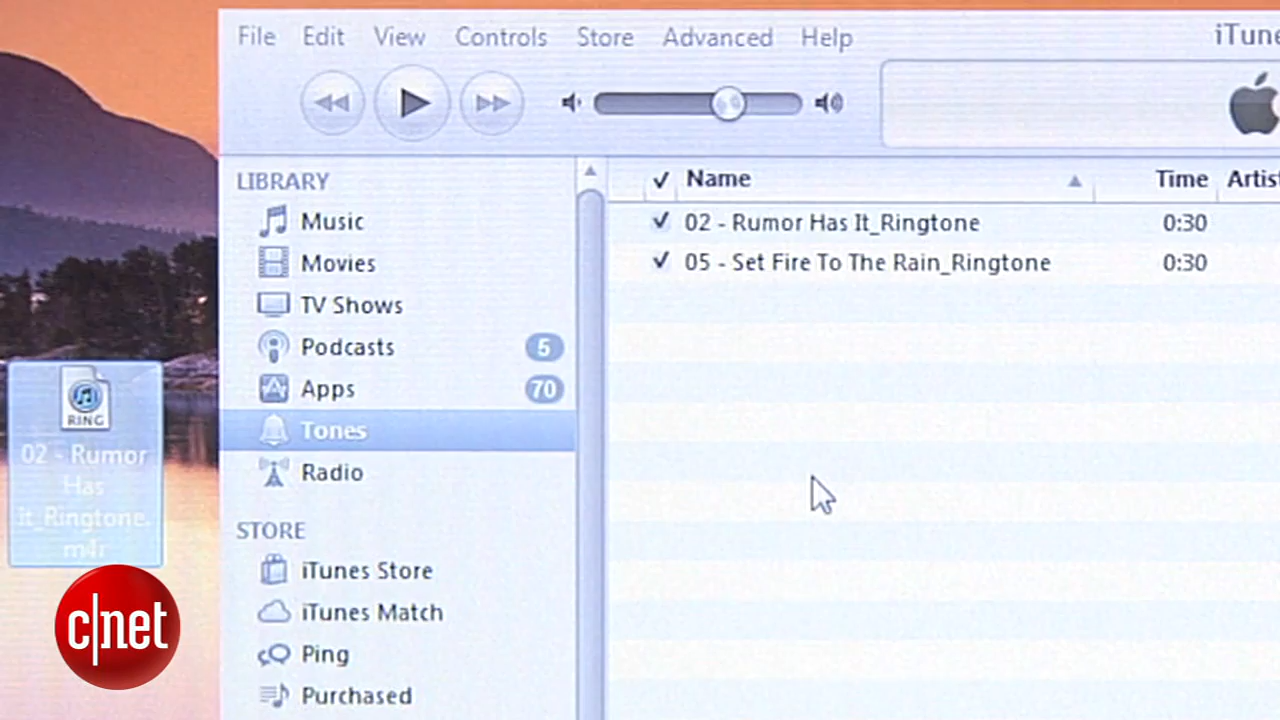 File Edit View Controls Store Advanced Help
iTune
LIBRARY
✓ Name Time Artis
Music
✓ 02 - Rumor Has It_Ringtone 0:30
Movies
✓ 05 - Set Fire To The Rain_Ringtone 0:30
TV Shows
Podcasts 5
Apps 70
Tones
Radio
STORE
iTunes Store
iTunes Match
Ping
Purchased
RING
02 - Rumor
Has
It_Ringtone.
m4r
c|net